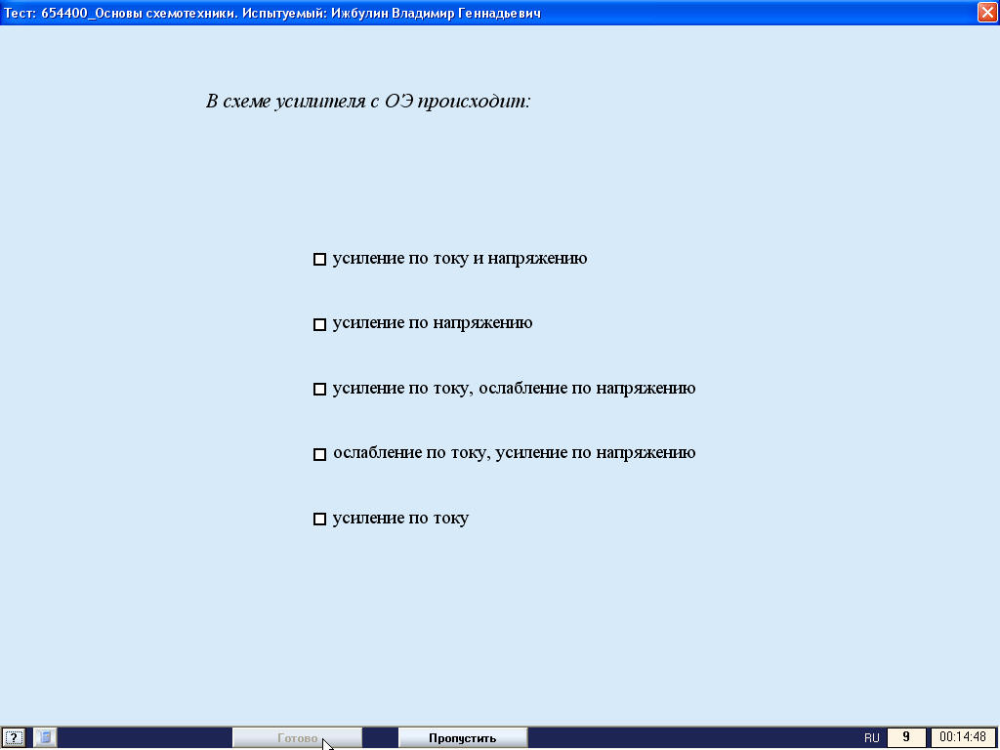 Тест: 654400_Основы схемотехники. Испытуемый: Ижбулин Владимир Геннадьевич
В схеме усилителя с ОЭ происходит:
усиление по току и напряжению
усиление по напряжению
усиление по току, ослабление по напряжению
ослабление по току, усиление по напряжению
усиление по току
? Готово Пропустить RU 9 00:14:48